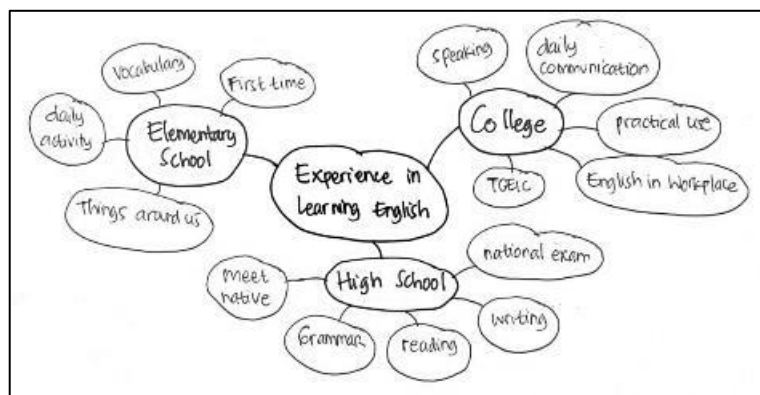 Experience in
Learning English
Elementary
School
Vocabulary
First time
daily
activity
Things around us
College
Speaking
daily
communication
practical use
English in Workplace
TOEIC
High School
meet
native
Grammar
reading
writing
national exam